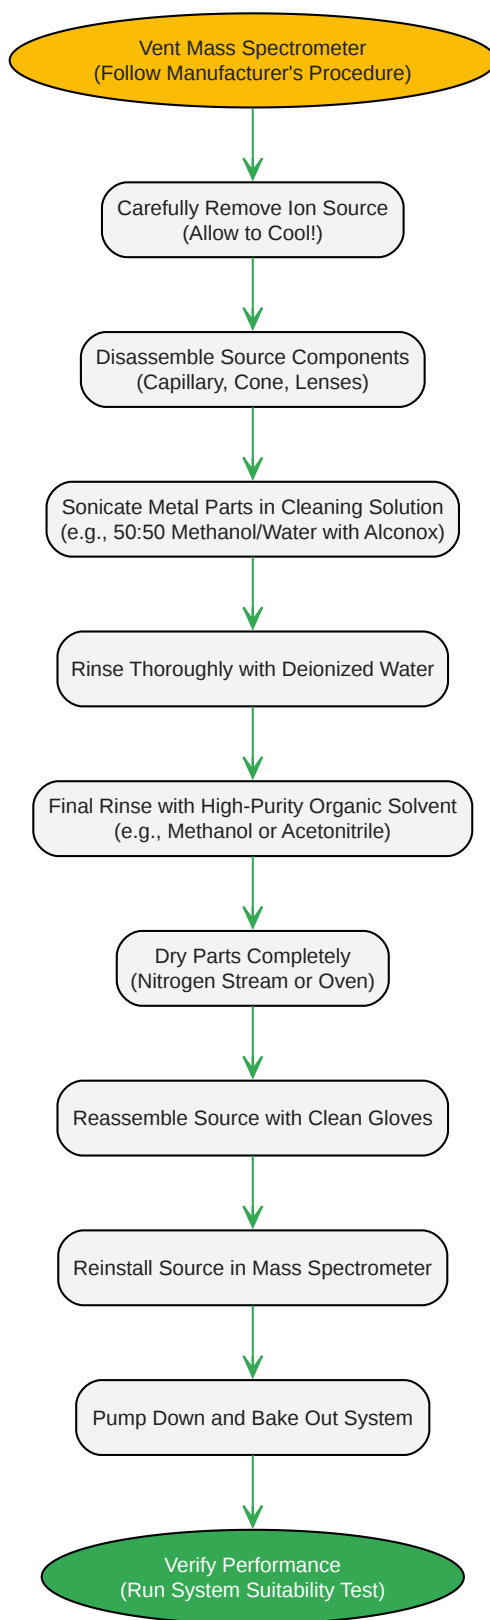 Vent Mass Spectrometer
(Follow Manufacturer's Procedure)
Carefully Remove Ion Source
(Allow to Cool!)
Disassemble Source Components
(Capillary, Cone, Lenses)
Sonicate Metal Parts in Cleaning Solution
(e.g., 50:50 Methanol/Water with Alconox)
Rinse Thoroughly with Deionized Water
Final Rinse with High-Purity Organic Solvent
(e.g., Methanol or Acetonitrile)
Dry Parts Completely
(Nitrogen Stream or Oven)
Reassemble Source with Clean Gloves
Reinstall Source in Mass Spectrometer
Pump Down and Bake Out System
Verify Performance
(Run System Suitability Test)